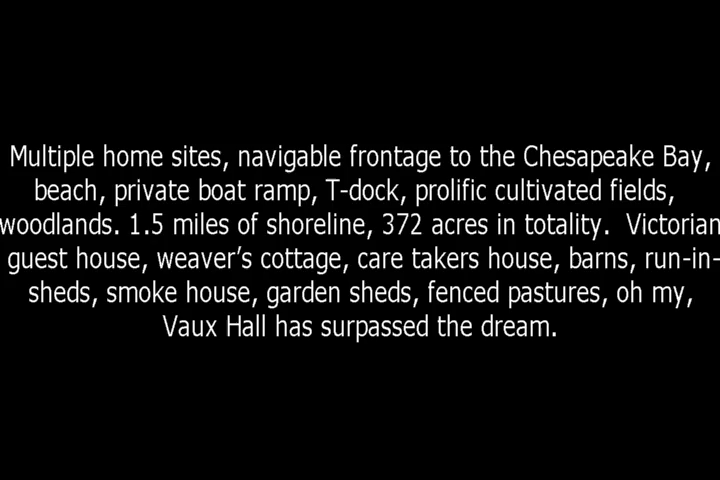 Multiple home sites, navigable frontage to the Chesapeake Bay,
beach, private boat ramp, T-dock, prolific cultivated fields,
woodlands. 1.5 miles of shoreline, 372 acres in totality.  Victorian
guest house, weaver’s cottage, care takers house, barns, run-in-
sheds, smoke house, garden sheds, fenced pastures, oh my,
Vaux Hall has surpassed the dream.